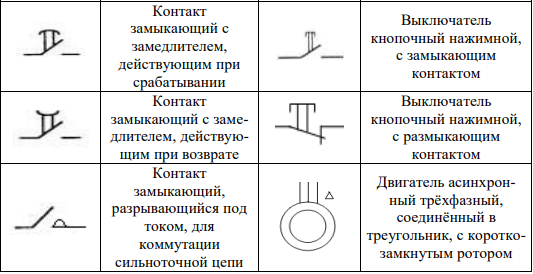 Контакт
замыкающий с
замедлителем,
действующим при
срабатывании
Выключатель
кнопочный нажимной,
с замыкающим
контактом
Контакт
замыкающий с заме-
длителем, действую-
щим при возврате
Выключатель
кнопочный нажимной,
с размыкающим
контактом
Контакт
замыкающий,
разрывающийся под
током, для
коммутации
сильноточной цепи
Двигатель асинхрон-
ный трёхфазный,
соединённый в
треугольник, с коротко-
замкнутым ротором